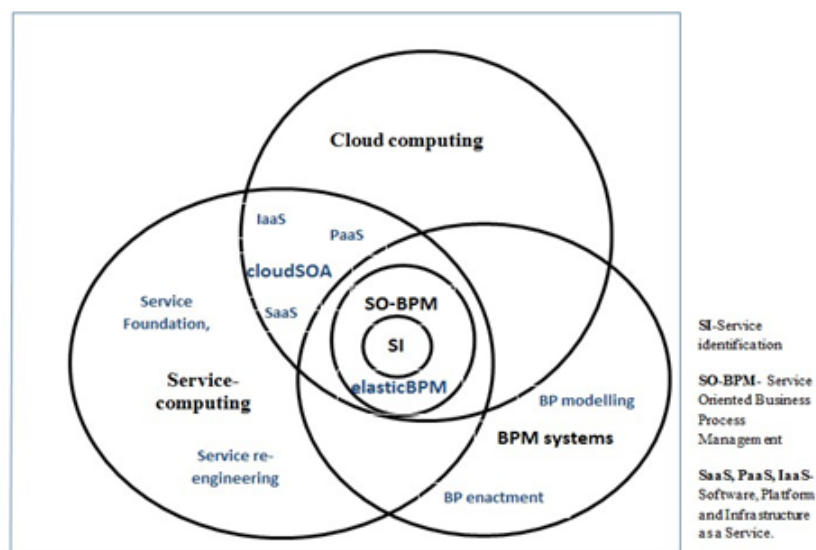 Cloud computing
IaaS
PaaS
cloudSOA
SaaS
Service
Foundation,
SO-BPM
SI
elasticBPM
Service-
computing
Service re-
engineering
BP modelling
BPM systems
BP enactment
SI-Service
identification
SO-BPM- Service
Oriented Business
Process
Management
SaaS, PaaS, IaaS-
Software, Platform
and Infrastructure
as a Service.